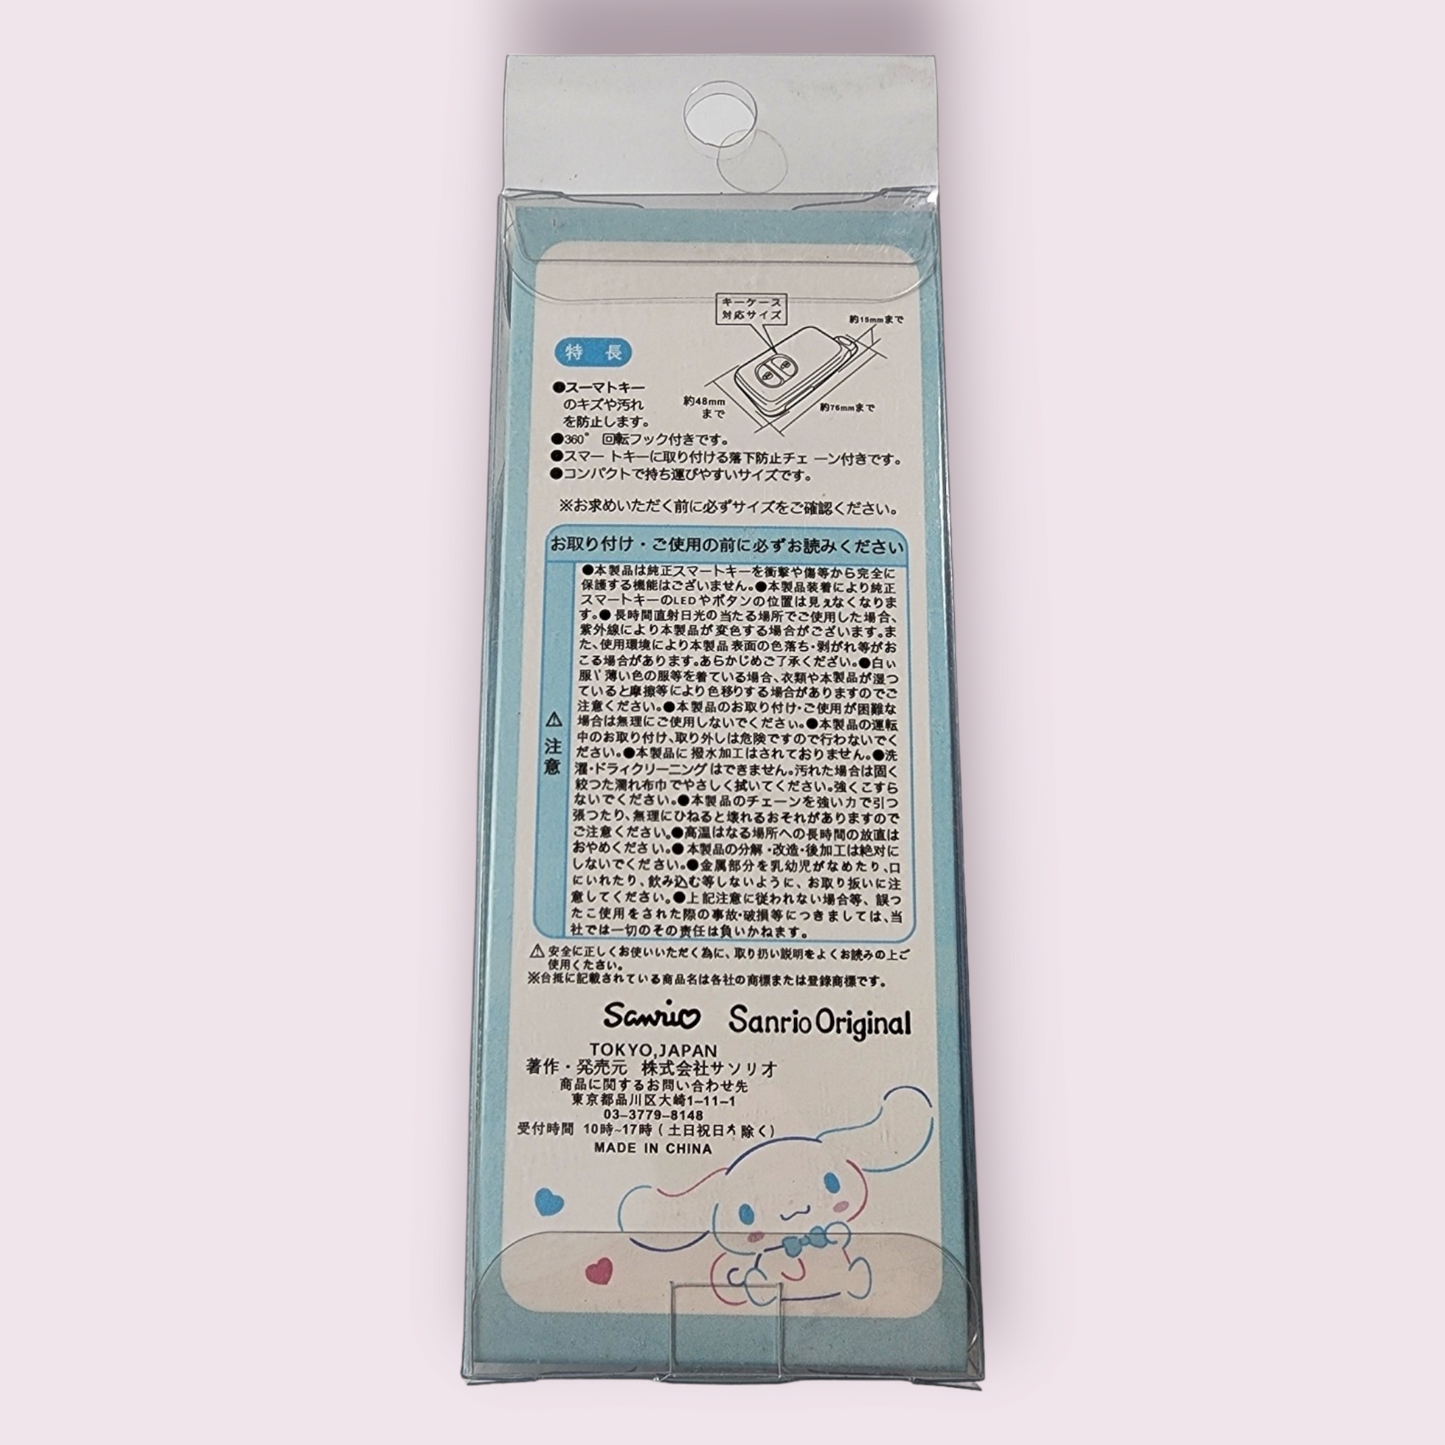 キーケース
対応サイズ
約15mmまで
特 長
約48mm
まで
約76mmまで
●スーマトキー
のキズや汚れ
を防止します。
●360° 回転フック付きです。
●スマー トキーに取り付ける落下防止チェ ーン付きです。
●コンパクトで持ち運びやすいサイズです。
※お求めいただく前に必ずサイズをご確認ください。
お取り付け・ご使用の前に必ずお読みください
⚠注意
●本製品は純正スマートキーを衝撃や傷等から完全に
保護する機能はございません。●本製品装着により純正
スマートキーのLEDやボタンの位置は見ぇなくなりま
す。●長時間直射日光の当たる場所でご使用した場合、
紫外線により本製品が変色する場合がございます。ま
た、使用環境により本製品表面の色落ち・剥がれ等がお
こる場合があります。あらかじめご了承ください。●白ぃ
服\薄い色の服等を着ている場合、衣類や本製品が湿つ
ていると摩擦等により色移りする場合がありますのでご
注意ください。●本製品のお取り付け・ご使用が困難な
場合は無理にご使用しないでください。●本製品の運転
中のお取り付け、取り外しは危険ですので行わないでく
ださい。●本製品に撥水加工はされておりません。●洗
濯・ドライクリーニングはできません。汚れた場合は固く
絞つた濡れ布巾でやさしく拭いてください。強くこすら
ないでください。●本製品のチェーンを強い力で引つ
張つたり、無理にひねると壊れるおそれがありますので
ご注意ください。●高温はなる場所への長時間の放直は
おやめください。●本製品の分解・改造・後加工は絶対に
しないでください。●金属部分を乳幼児がなめたり、口
にいれたり、飲み込む等しないように、お取り扱いに注
意してください。●上記注意に従われない場合等、誤つ
たこ使用をされた際の事故・破損等につきましては、当
社では一切のその責任は負いかねます。
⚠安全に正しくお使いいただく為に、取り扨い説明をよくお読みの上ご
使用くたさい。
※台抵に記載されている商品名は各社の商標または登錄商標です。
Sanrio Sanrio Original
TOKYO,JAPAN
著作・発売元 株式会社サソリオ
商品に関するお問い合わせ先
東京都品川区大崎1–11–1
03–3779–8148
受付時間 10時~17時(土日祝日を除く)
MADE IN CHINA